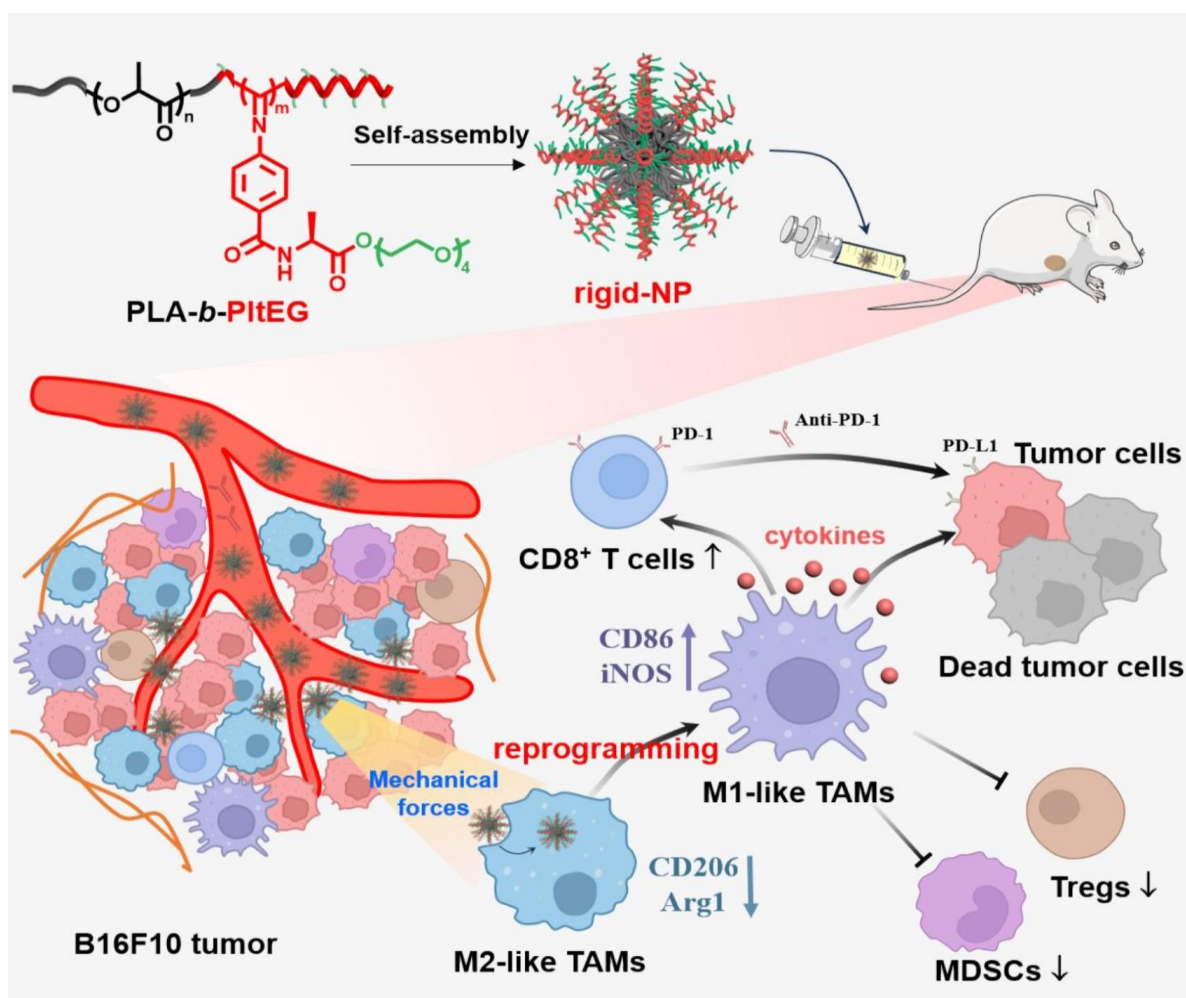 O
n
O
m
N
Self-assembly
O
N
H
O
O
O
4
PLA-b-PItEG
rigid-NP
PD-1
Anti-PD-1
PD-L1
Tumor cells
CD8+ T cells ↑
cytokines
CD86
iNOS
Dead tumor cells
reprogramming
Mechanical
forces
M1-like TAMs
CD206
Arg1
Tregs ↓
B16F10 tumor
M2-like TAMs
MDSCs ↓